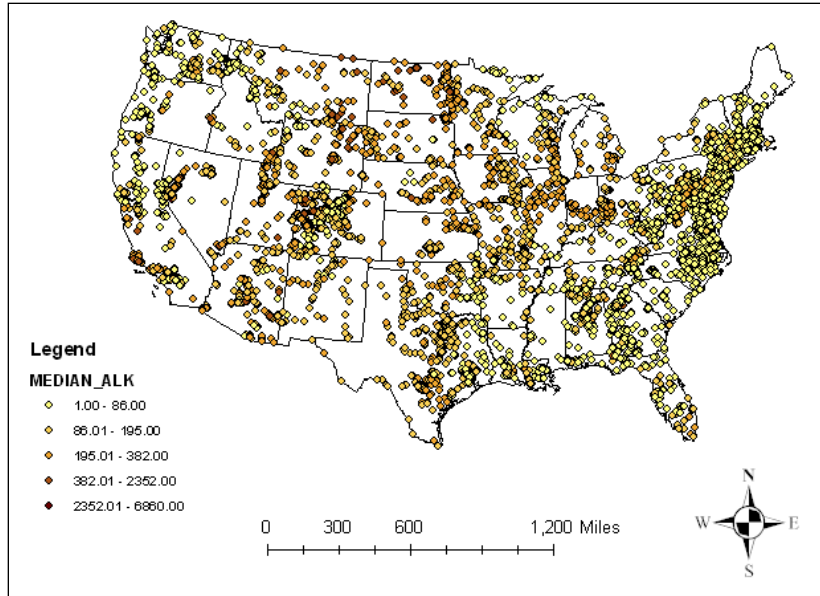 Legend
MEDIAN_ALK
1.00 - 86.00
86.01 - 195.00
195.01 - 382.00
382.01 - 2352.00
2352.01 - 6860.00
0 300 600 1,200 Miles
N
W E
S